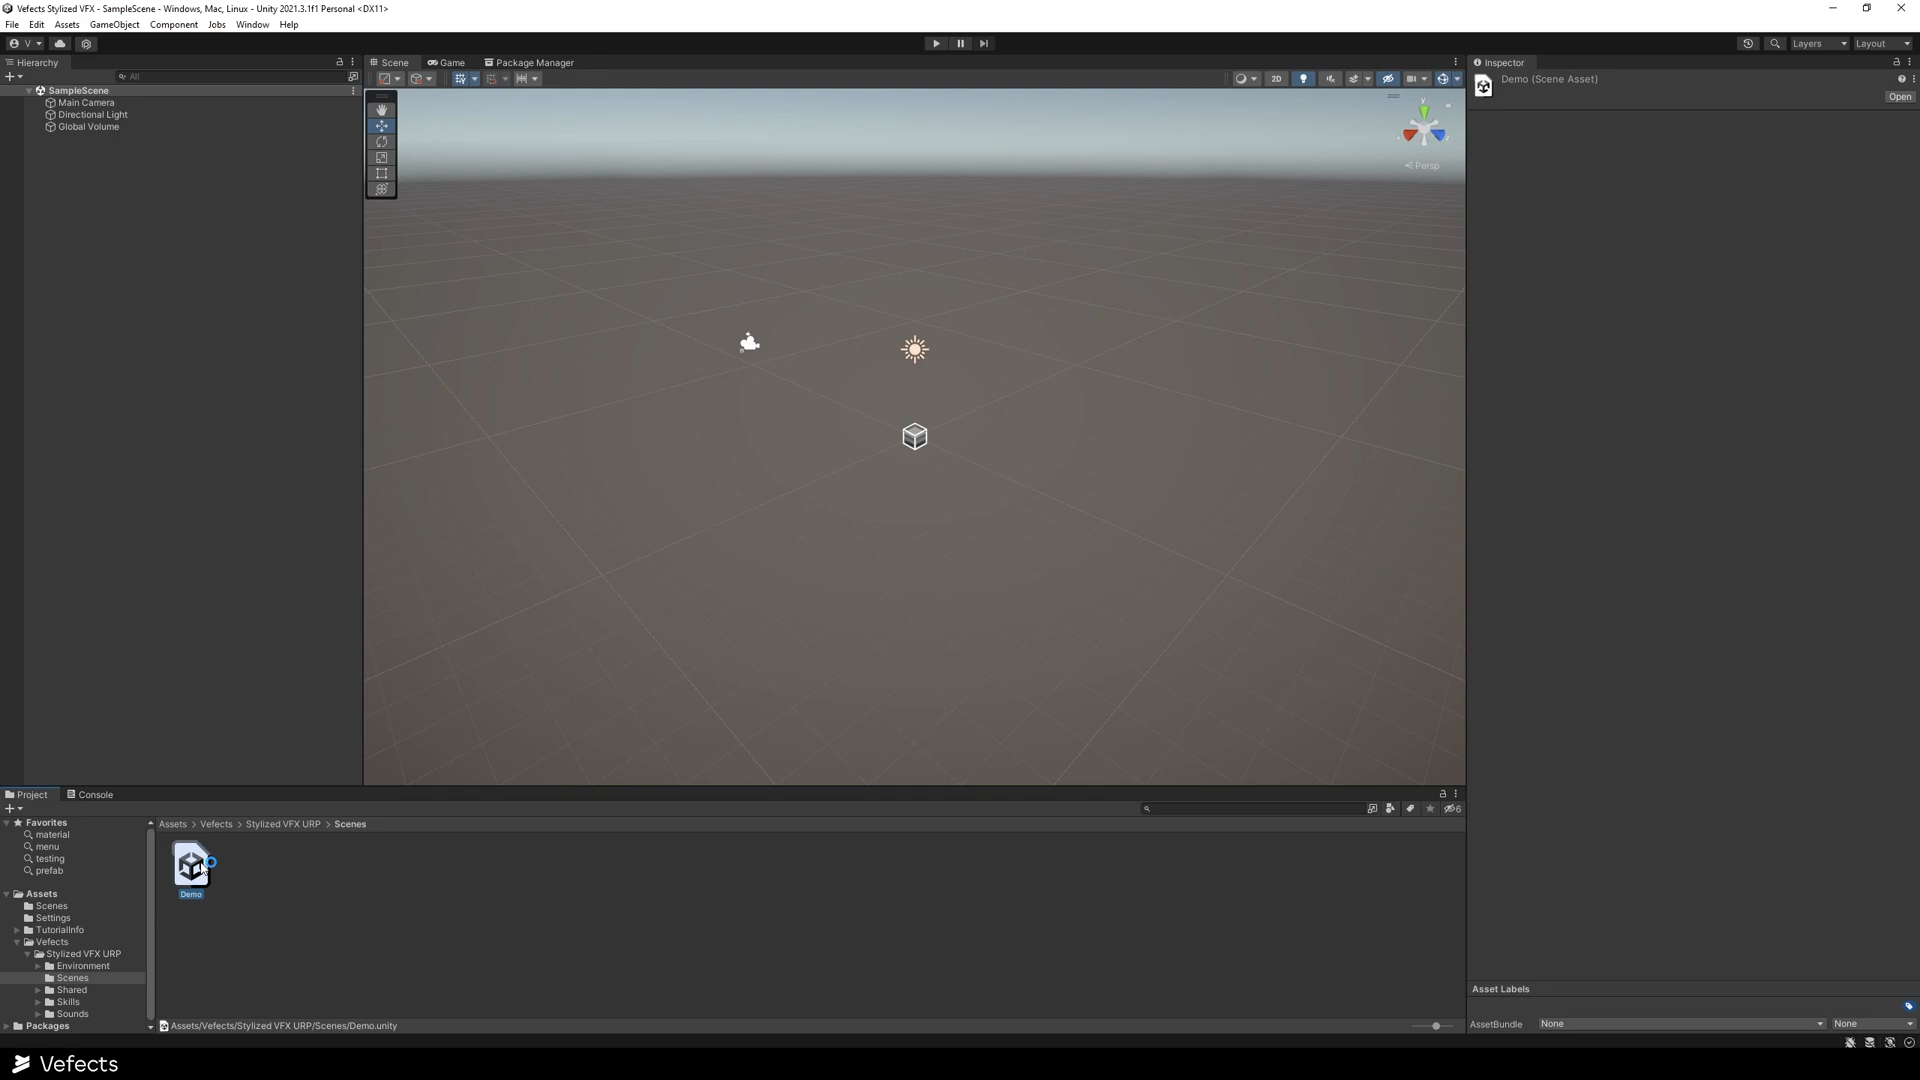 Vefects Stylized VFX - SampleScene - Windows, Mac, Linux - Unity 2021.3.1f1 Personal <DX11>
File Edit Assets GameObject Component Jobs Window Help
V Layers Layout
Hierarchy
All
SampleScene
Main Camera
Directional Light
Global Volume
Scene Game Package Manager
2D
y
Persp
Inspector
Demo (Scene Asset)
Open
Project Console
6
Favorites
material
menu
testing
prefab
Assets
Scenes
Settings
TutorialInfo
Vefects
Stylized VFX URP
Environment
Scenes
Shared
Skills
Sounds
Packages
Assets > Vefects > Stylized VFX URP > Scenes
Demo
Assets/Vefects/Stylized VFX URP/Scenes/Demo.unity
Asset Labels
AssetBundle None None
Vefects